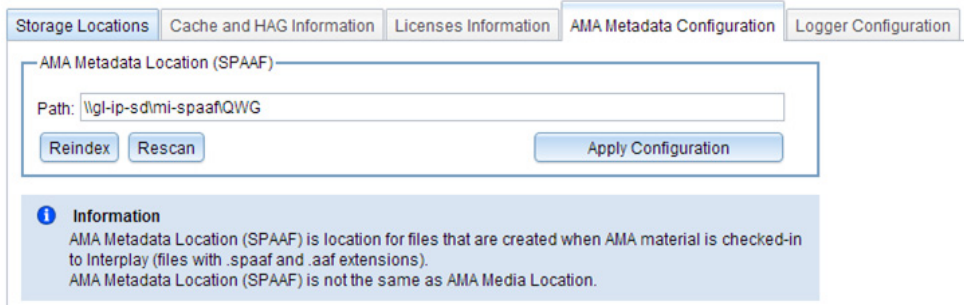 Storage Locations Cache and HAG Information Licenses Information AMA Metadata Configuration Logger Configuration
AMA Metadata Location (SPAAF)
Path: \\gl-ip-sd\mi-spaaf\QWG
Reindex Rescan Apply Configuration
Information
AMA Metadata Location (SPAAF) is location for files that are created when AMA material is checked-in
to Interplay (files with .spaaf and .aaf extensions).
AMA Metadata Location (SPAAF) is not the same as AMA Media Location.